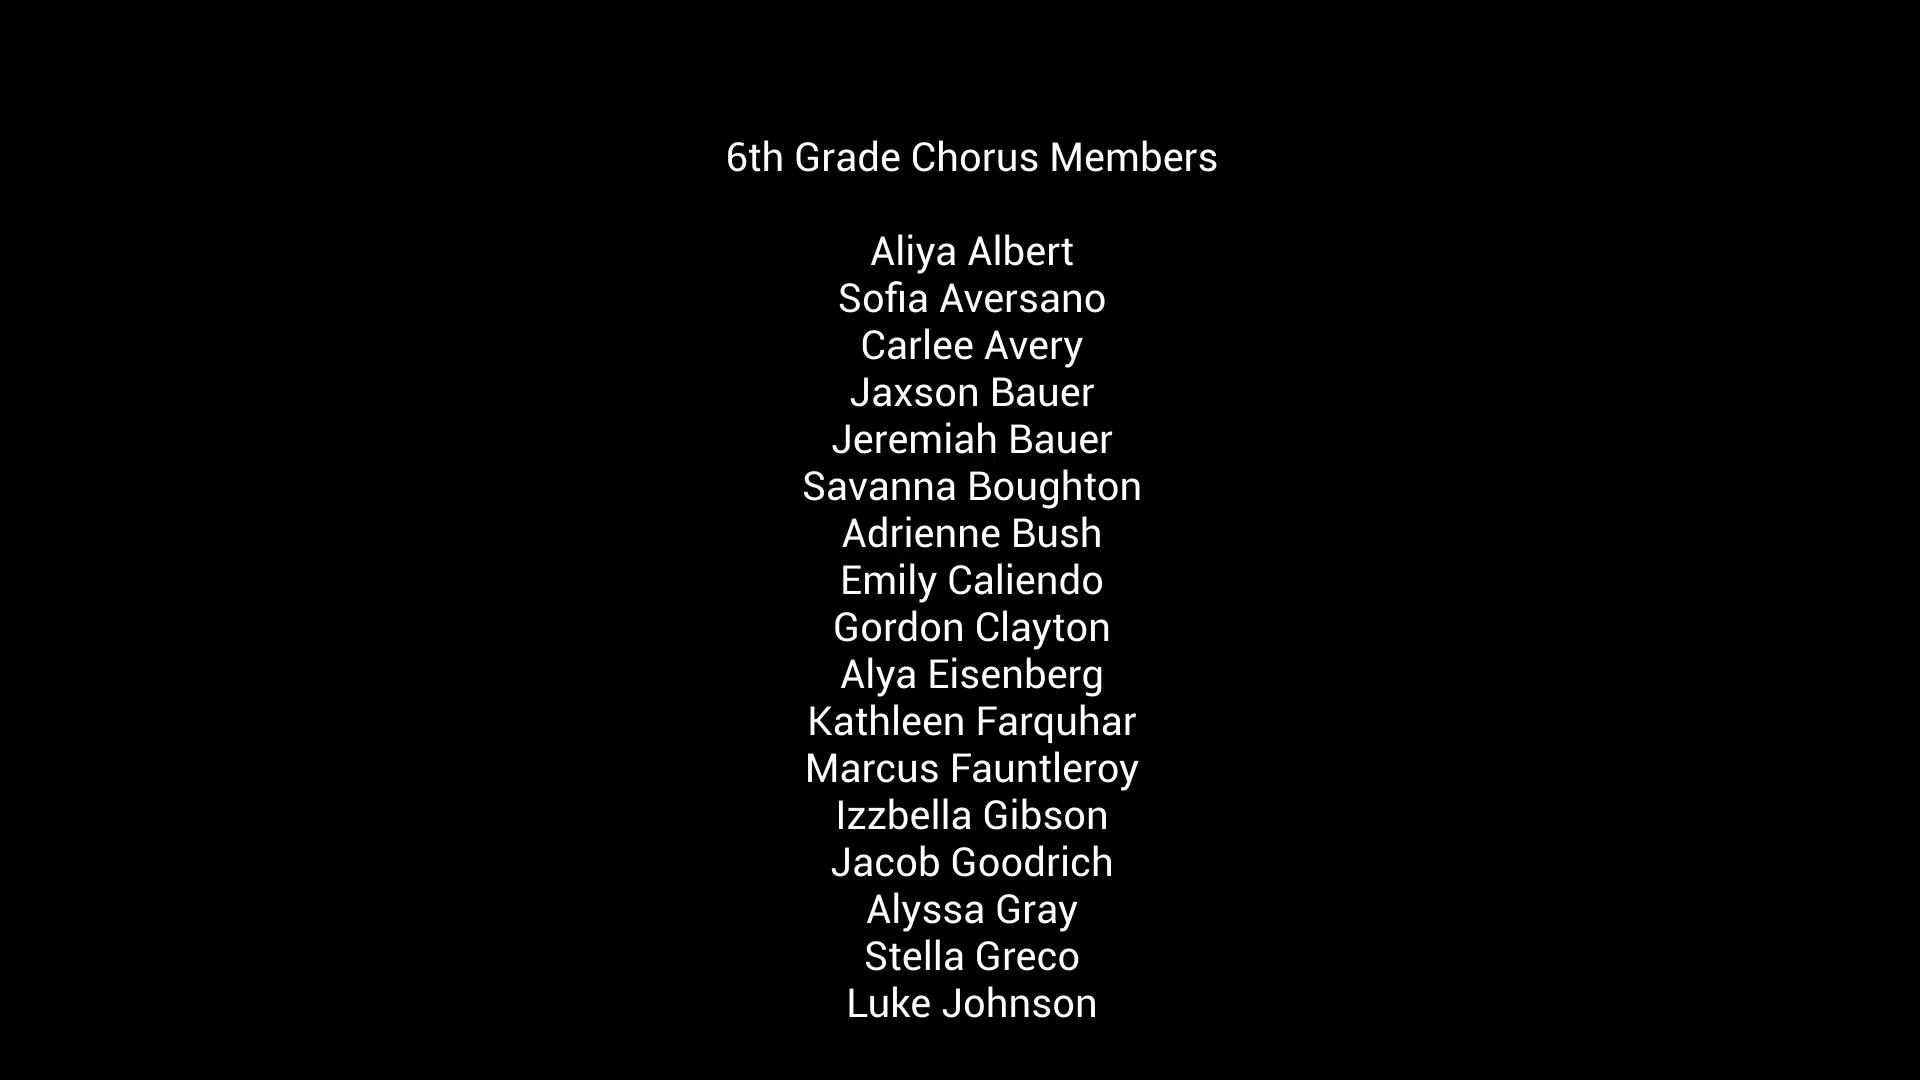 6th Grade Chorus Members
Aliya Albert
Sofia Aversano
Carlee Avery
Jaxson Bauer
Jeremiah Bauer
Savanna Boughton
Adrienne Bush
Emily Caliendo
Gordon Clayton
Alya Eisenberg
Kathleen Farquhar
Marcus Fauntleroy
Izzbella Gibson
Jacob Goodrich
Alyssa Gray
Stella Greco
Luke Johnson